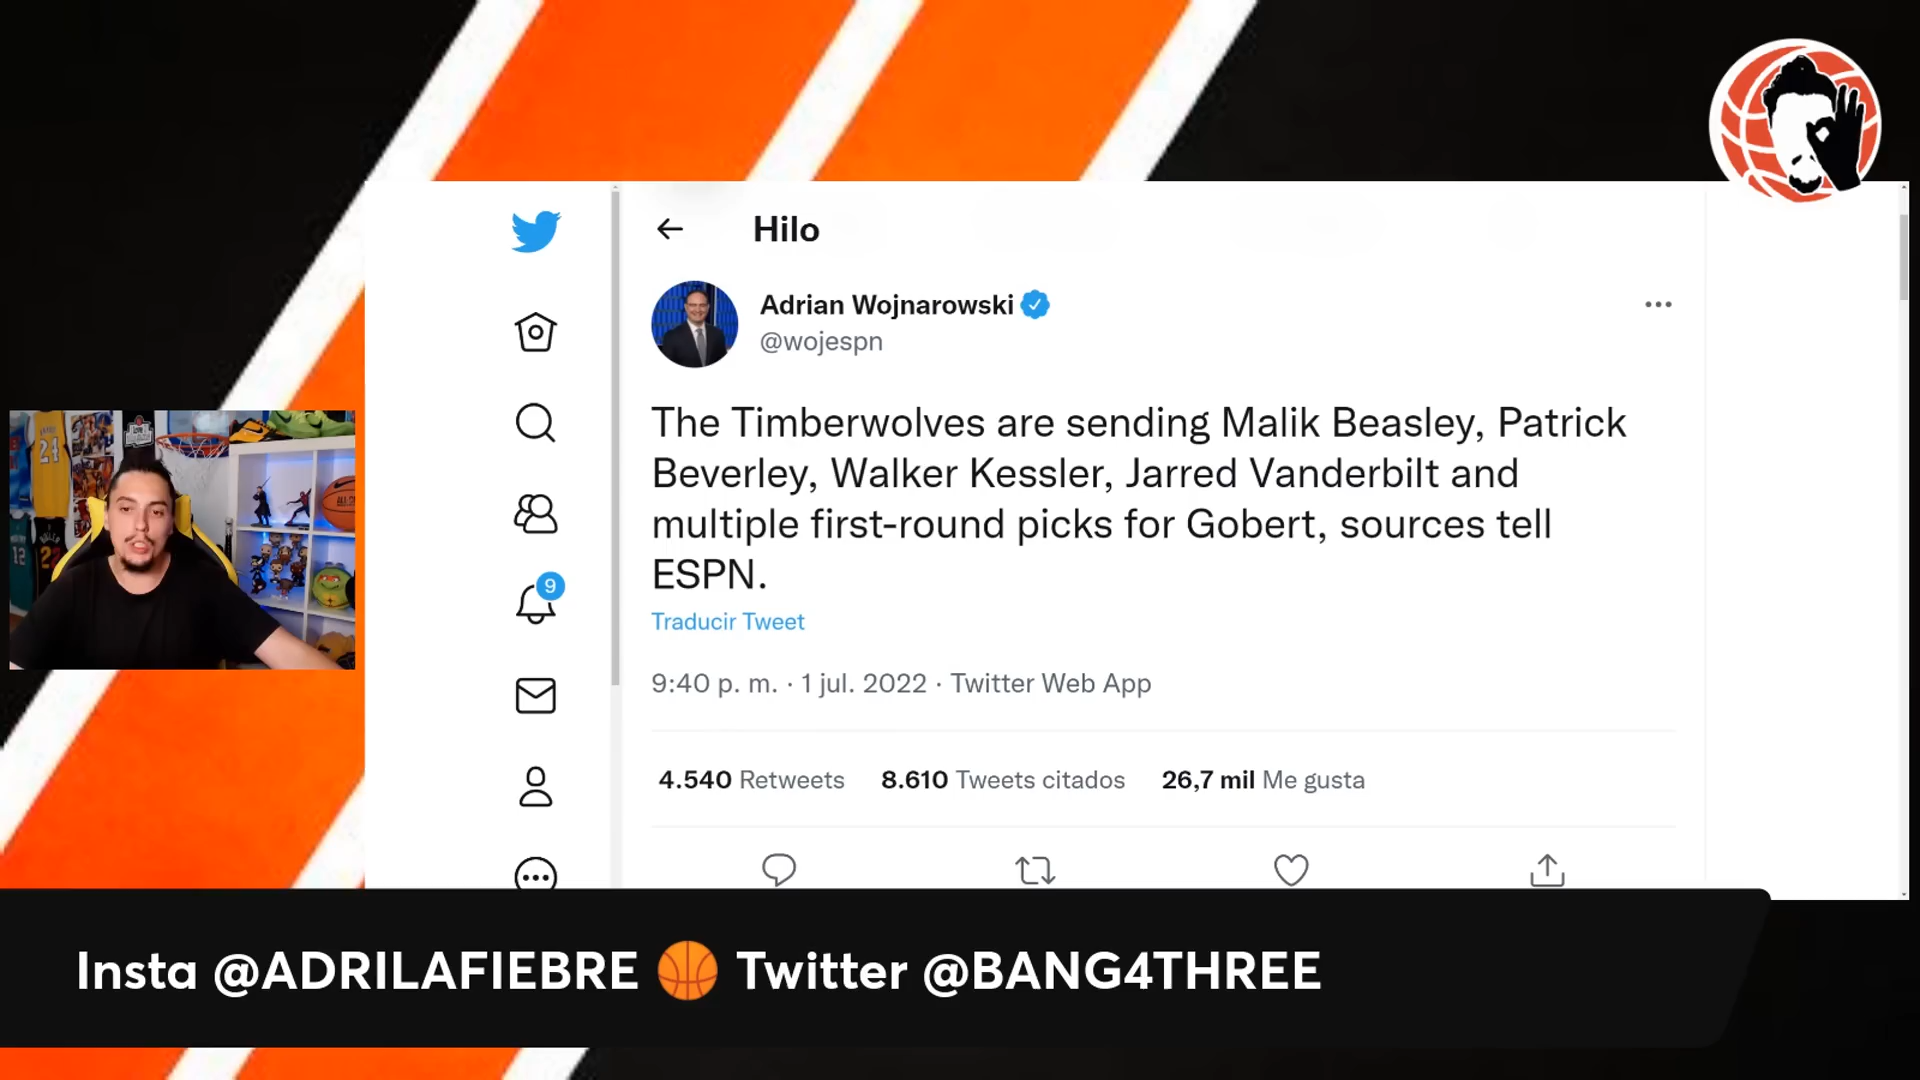 Hilo
Adrian Wojnarowski
@wojespn
The Timberwolves are sending Malik Beasley, Patrick
Beverley, Walker Kessler, Jarred Vanderbilt and
multiple first-round picks for Gobert, sources tell
ESPN.
Traducir Tweet
9:40 p. m. · 1 jul. 2022 · Twitter Web App
4.540 Retweets 8.610 Tweets citados 26,7 mil Me gusta
9
24
12
Insta @ADRILAFIEBRE 🏀 Twitter @BANG4THREE